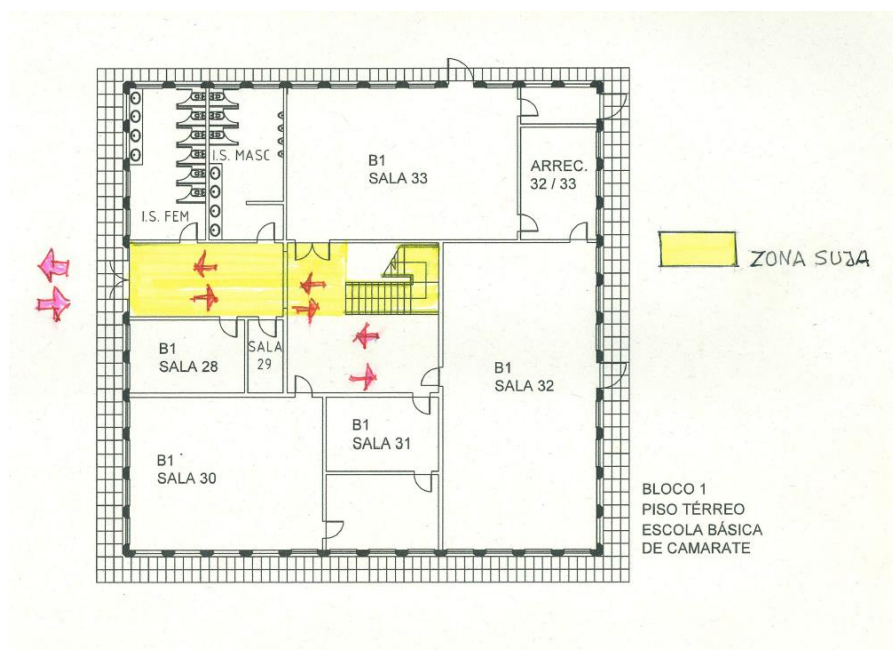 I.S. MASC
I.S. FEM
B1
SALA 33
ARREC.
32 / 33
ZONA SUJA
B1
SALA 28
SALA
29
B1
SALA 32
B1
SALA 31
B1
SALA 30
BLOCO 1
PISO TÉRREO
ESCOLA BÁSICA
DE CAMARATE